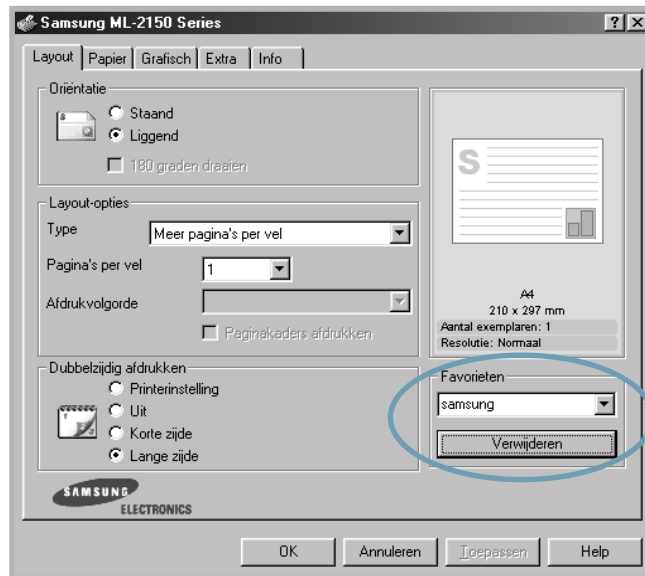 Samsung ML-2150 Series
Layout Papier Grafisch Extra Info
Oriëntatie
Staand
Liggend
180 graden draaien
Layout-opties
Type Meer pagina's per vel
Pagina's per vel 1
Afdrukvolgorde
Paginakaders afdrukken
Dubbelzijdig afdrukken
Printerinstelling
Uit
Korte zijde
Lange zijde
S
A4
210 x 297 mm
Aantal exemplaren: 1
Resolutie: Normaal
Favorieten
samsung
Verwijderen
SAMSUNG
ELECTRONICS
OK Annuleren Toepassen Help